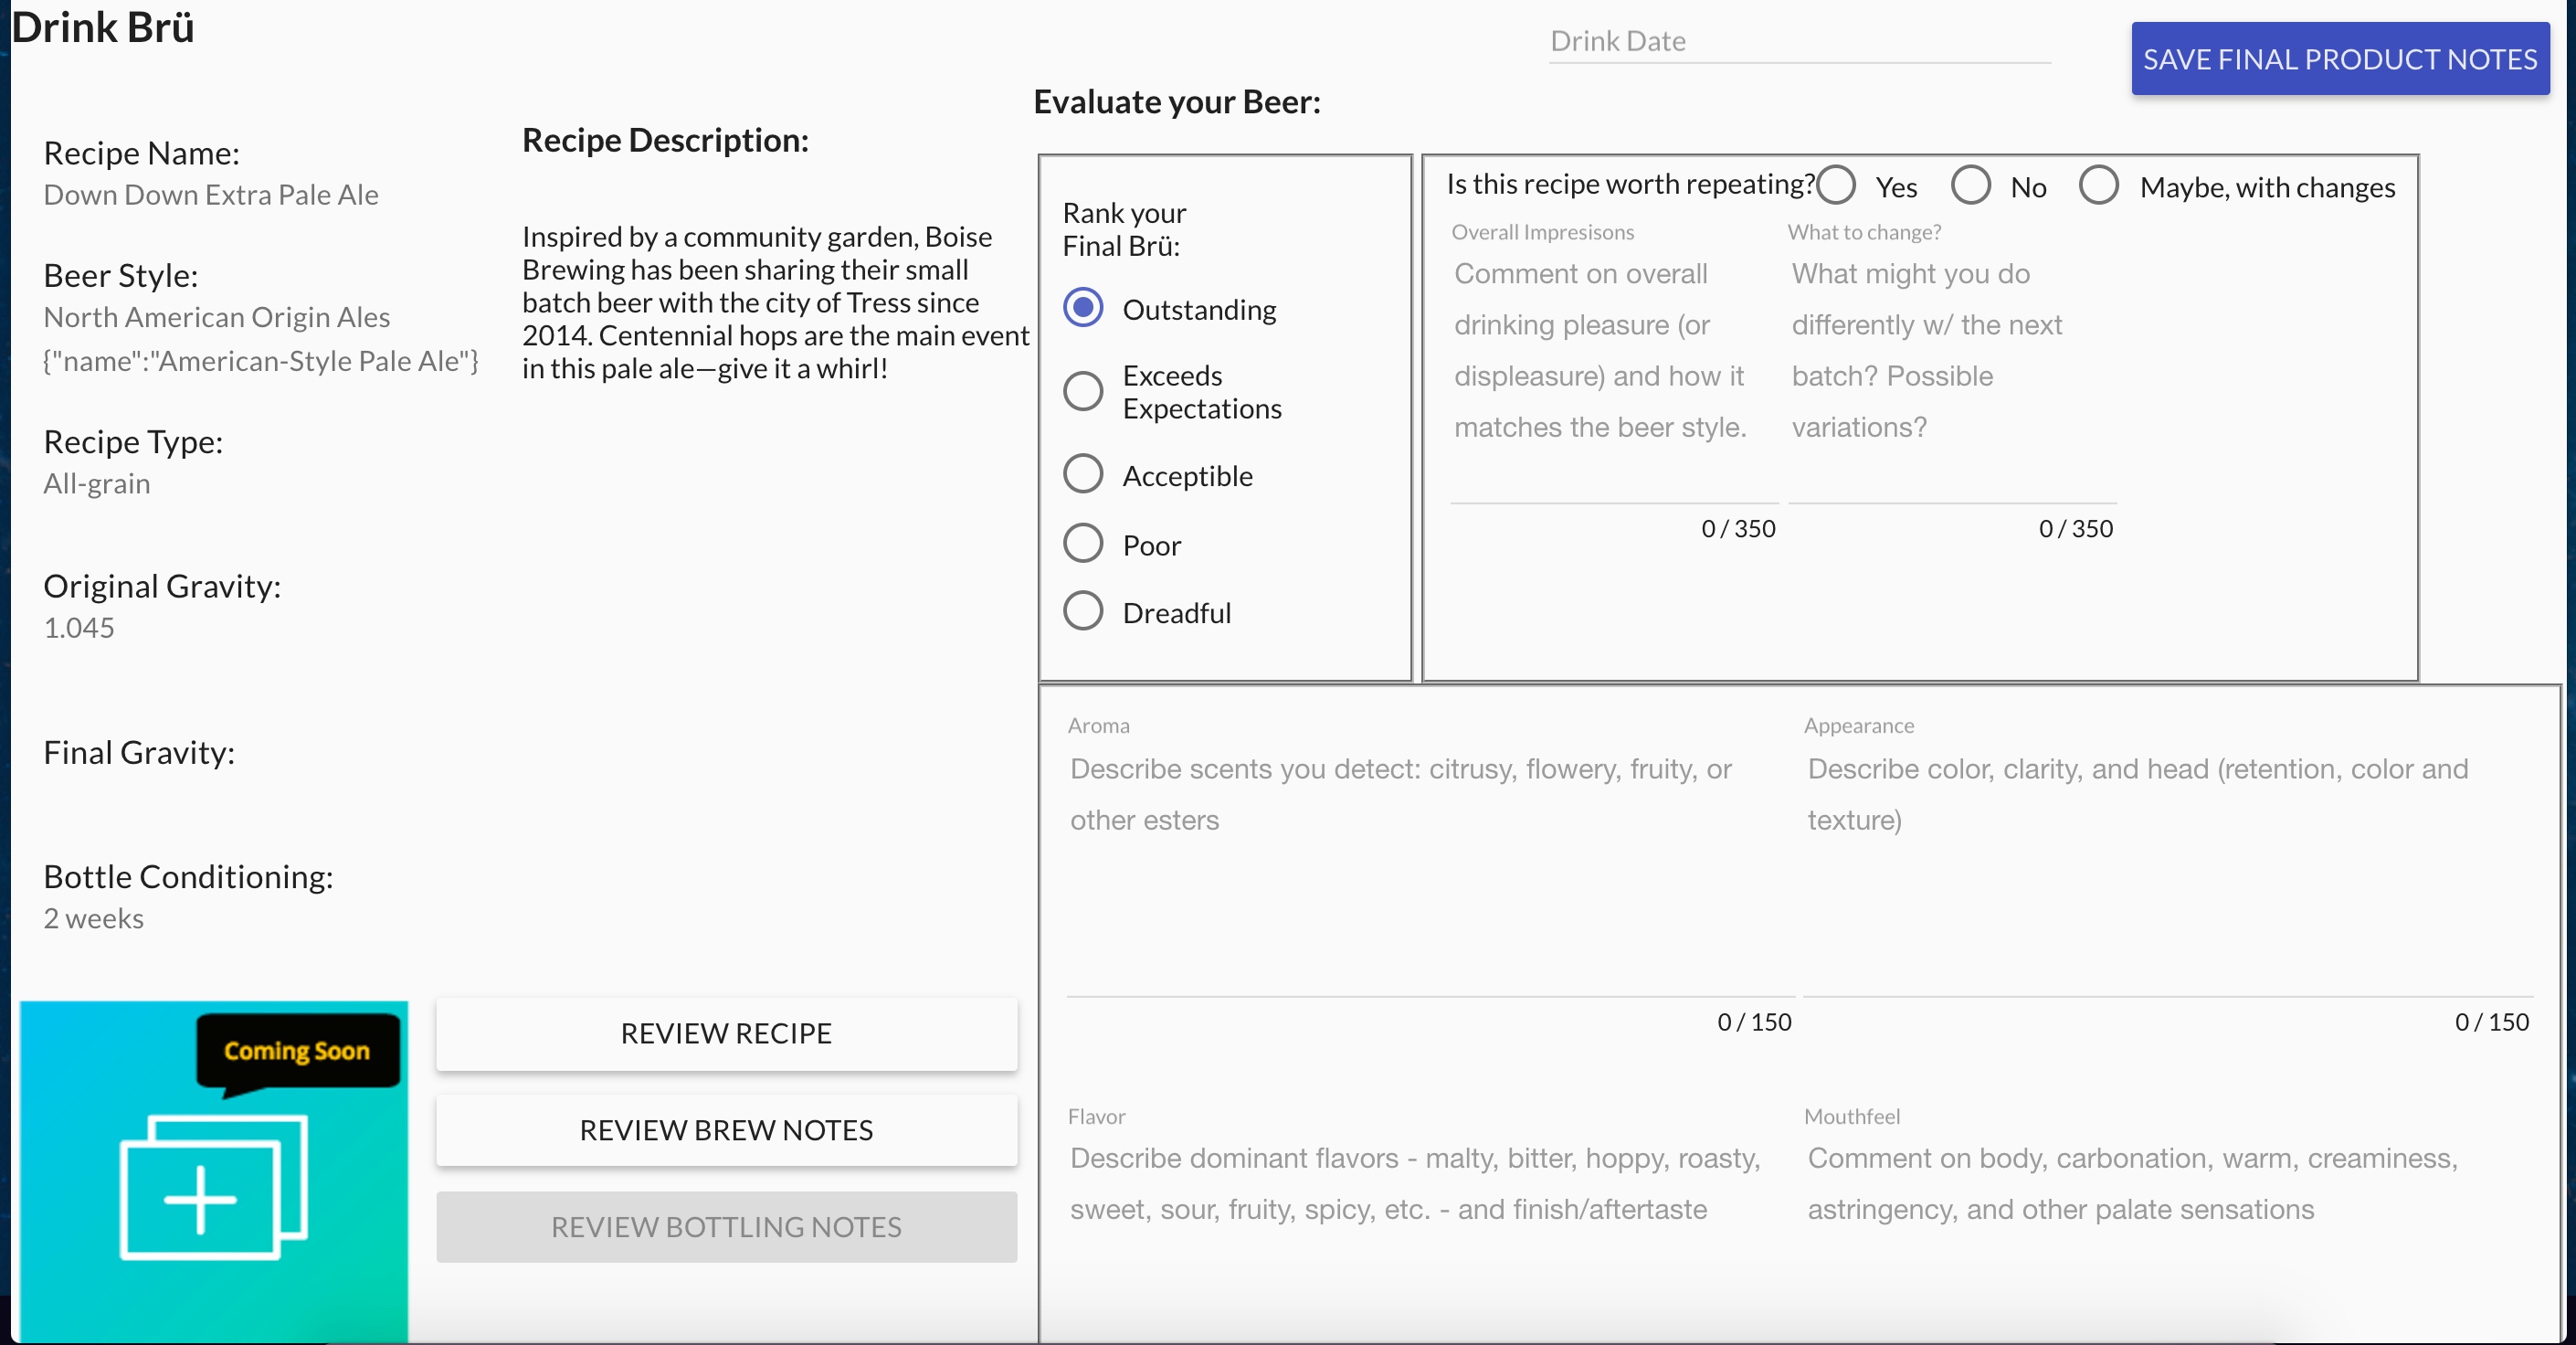 Drink Brü
Drink Date
SAVE FINAL PRODUCT NOTES
Recipe Name:
Down Down Extra Pale Ale
Beer Style:
North American Origin Ales
{"name":"American-Style Pale Ale"}
Recipe Type:
All-grain
Original Gravity:
1.045
Final Gravity:
Bottle Conditioning:
2 weeks
Recipe Description:
Inspired by a community garden, Boise
Brewing has been sharing their small
batch beer with the city of Tress since
2014. Centennial hops are the main event
in this pale ale—give it a whirl!
Coming Soon
REVIEW RECIPE
REVIEW BREW NOTES
REVIEW BOTTLING NOTES
Evaluate your Beer:
Rank your
Final Brü:
Outstanding
Exceeds
Expectations
Acceptible
Poor
Dreadful
Is this recipe worth repeating? Yes No Maybe, with changes
Overall Impresisons
Comment on overall
drinking pleasure (or
displeasure) and how it
matches the beer style.
0 / 350
What to change?
What might you do
differently w/ the next
batch? Possible
variations?
0 / 350
Aroma
Describe scents you detect: citrusy, flowery, fruity, or
other esters
0 / 150
Appearance
Describe color, clarity, and head (retention, color and
texture)
0 / 150
Flavor
Describe dominant flavors - malty, bitter, hoppy, roasty,
sweet, sour, fruity, spicy, etc. - and finish/aftertaste
Mouthfeel
Comment on body, carbonation, warm, creaminess,
astringency, and other palate sensations